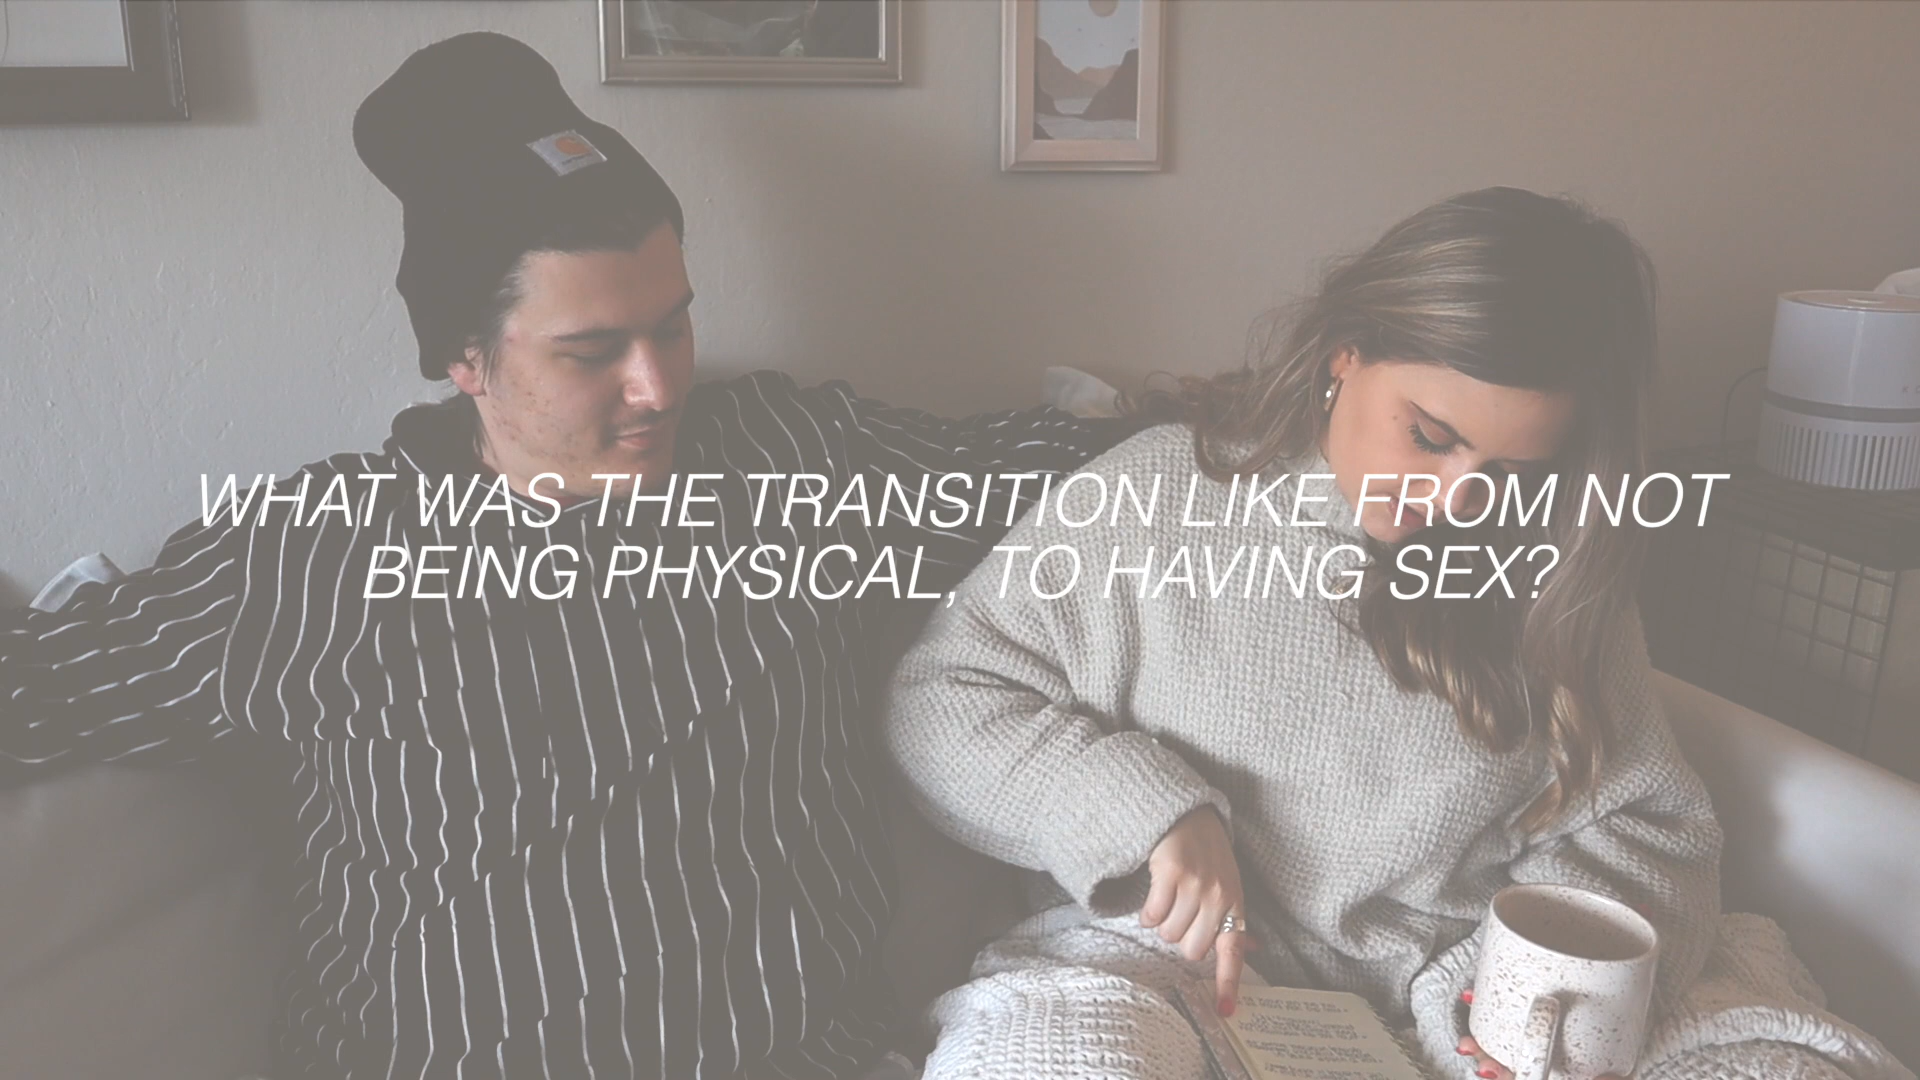 WHAT WAS THE TRANSITION LIKE FROM NOT
BEING PHYSICAL, TO HAVING SEX?